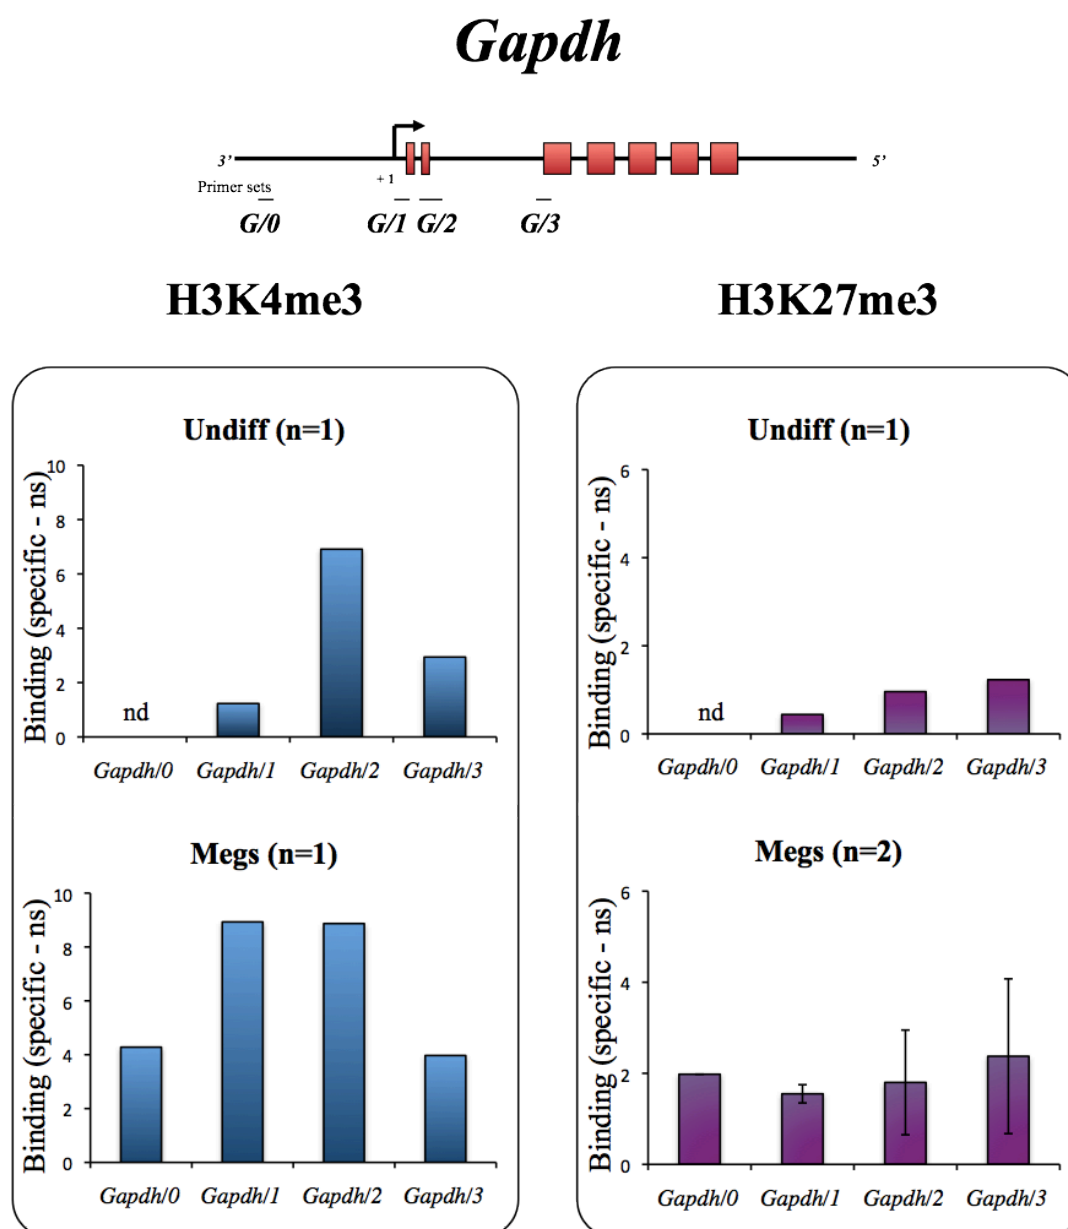 Gapdh
3’ 5’
+ 1
Primer sets
G/0 G/1 G/2 G/3
H3K4me3 H3K27me3
Undiff (n=1)
Binding (specific - ns)
10
8
6
4
2
0
nd
Gapdh/0 Gapdh/1 Gapdh/2 Gapdh/3
Undiff (n=1)
Binding (specific - ns)
6
4
2
0
nd
Gapdh/0 Gapdh/1 Gapdh/2 Gapdh/3
Megs (n=1)
Binding (specific - ns)
10
8
6
4
2
0
Gapdh/0 Gapdh/1 Gapdh/2 Gapdh/3
Megs (n=2)
Binding (specific - ns)
6
4
2
0
Gapdh/0 Gapdh/1 Gapdh/2 Gapdh/3